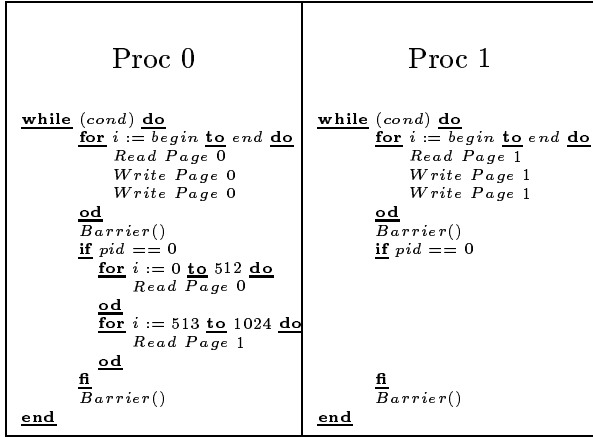 Proc 0
while (cond) do
for i := begin to end do
Read Page 0
Write Page 0
Write Page 0
od
Barrier()
if pid == 0
for i := 0 to 512 do
Read Page 0
od
for i := 513 to 1024 do
Read Page 1
od
fi
Barrier()
end
Proc 1
while (cond) do
for i := begin to end do
Read Page 1
Write Page 1
Write Page 1
od
Barrier()
if pid == 0
fi
Barrier()
end